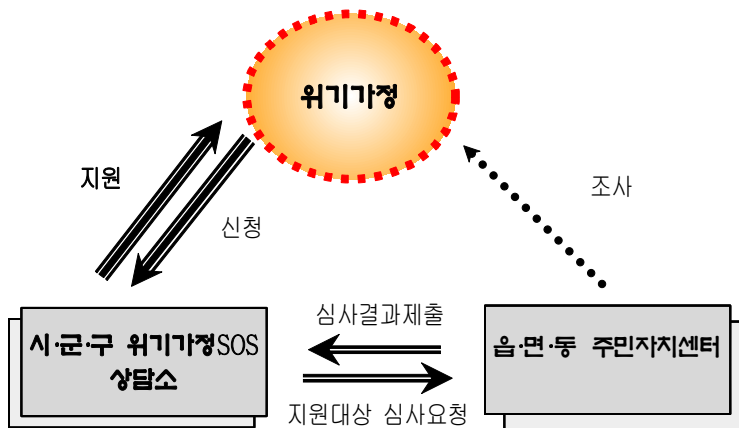 위기가정
지원
조사
신청
심사결과제출
시·군·구 위기가정SOS
상담소
읍·면·동 주민자치센터
지원대상 심사요청